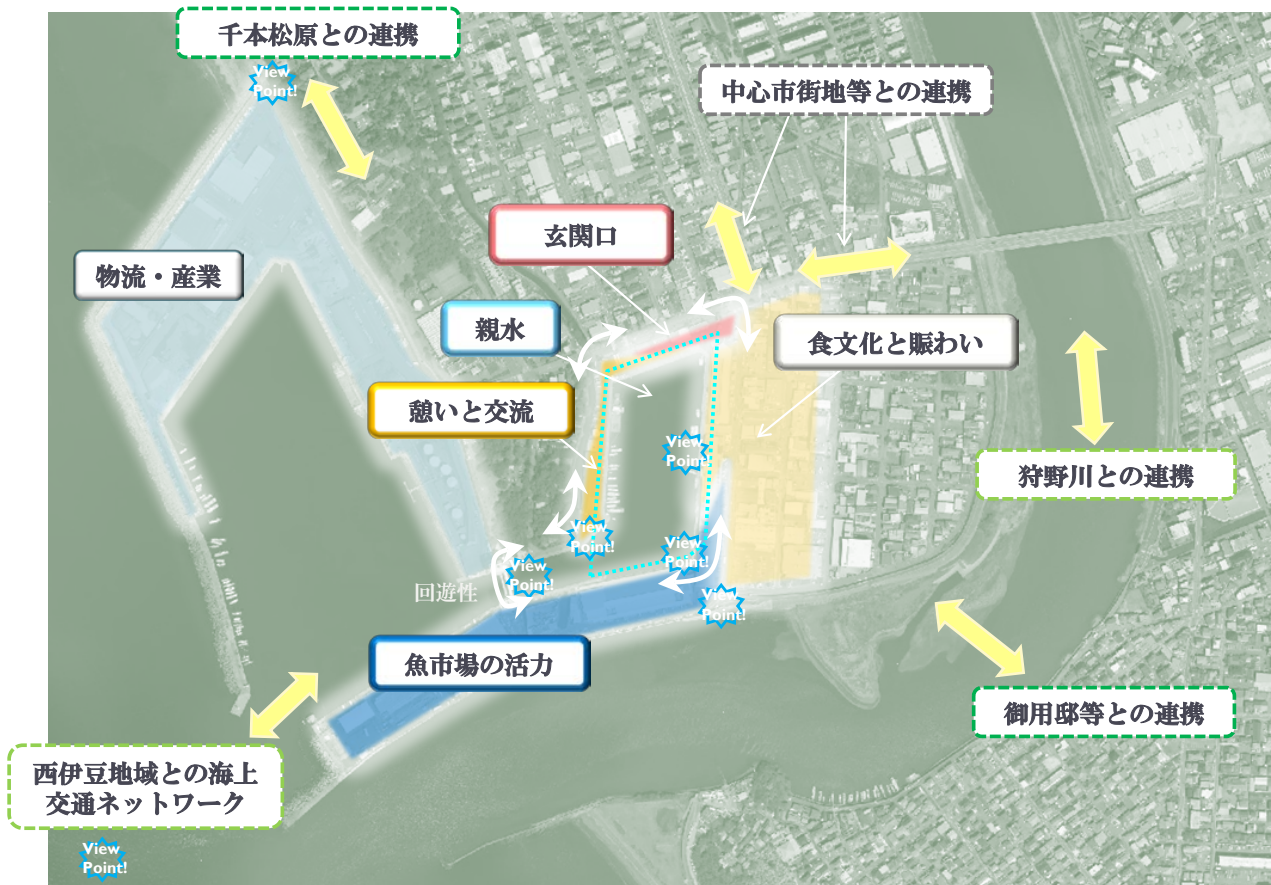 千本松原との連携
View
Point!
中心市街地等との連携
玄関口
物流・産業
親水
食文化と賑わい
憩いと交流
View
Point!
狩野川との連携
View
Point!
View
Point!
View
Point!
回遊性
View
Point!
魚市場の活力
御用邸等との連携
西伊豆地域との海上
交通ネットワーク
View
Point!